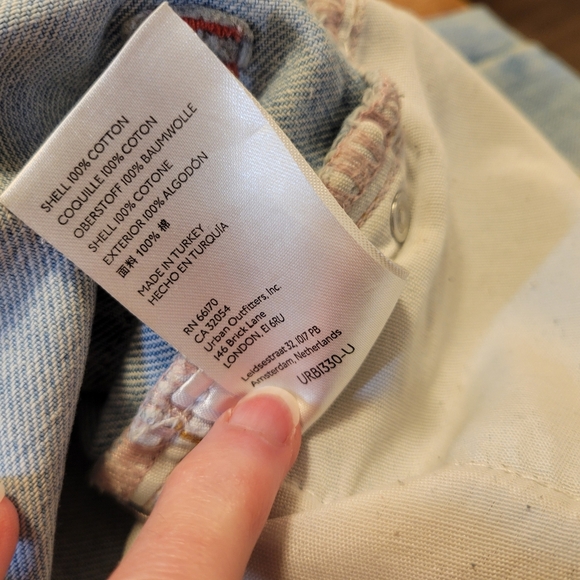 SHELL 100% COTTON
COQUILLE 100% COTON
OBERSTOFF 100% BAUMWOLLE
SHELL 100% COTONE
EXTERIOR 100% ALGODÓN
面料 100% 棉
MADE IN TURKEY
HECHO EN TURQUÍA
RN 66170
CA 32054
Urban Outfitters, Inc.
146 Brick Lane
LONDON, E1 6RU
Leidsestraat 32, 1017 PB
Amsterdam, Netherlands
URB1330-U